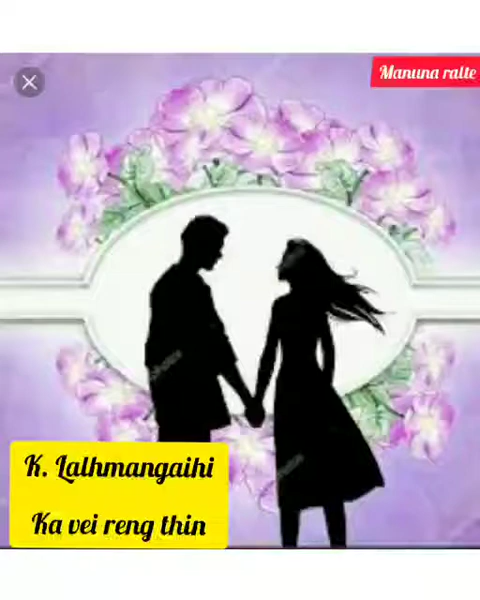 Manuna ralte
K. Lalhmangaihi
Ka vei reng thin